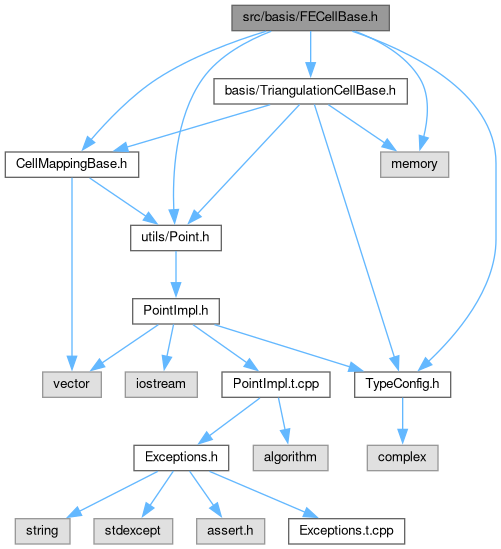 src/basis/FECellBase.h
basis/TriangulationCellBase.h
CellMappingBase.h
memory
utils/Point.h
PointImpl.h
vector
iostream
PointImpl.t.cpp
TypeConfig.h
Exceptions.h
algorithm
complex
string
stdexcept
assert.h
Exceptions.t.cpp